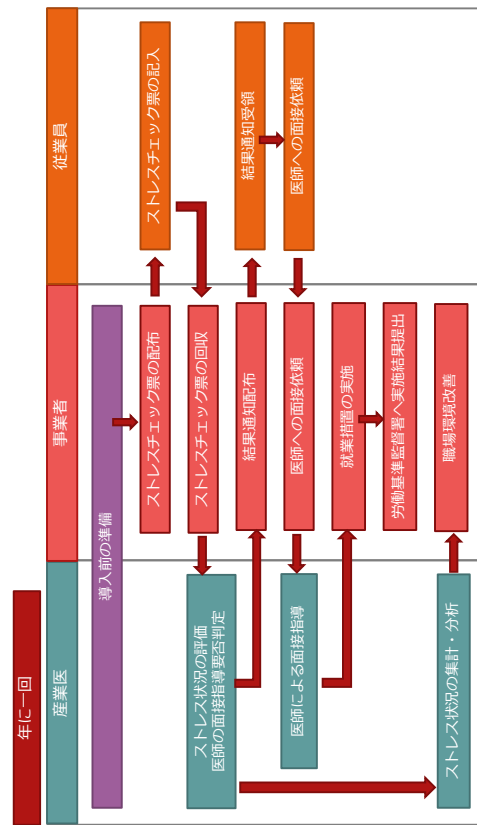 年に一回
産業医
事業者
従業員
導入前の準備
ストレスチェック票の配布
ストレスチェック票の記入
ストレスチェック票の回収
ストレス状況の評価
医師の面接指導要否判定
結果通知配布
結果通知受領
医師への面接依頼
医師への面接依頼
医師による面接指導
就業措置の実施
労働基準監督署へ実施結果提出
ストレス状況の集計・分析
職場環境改善